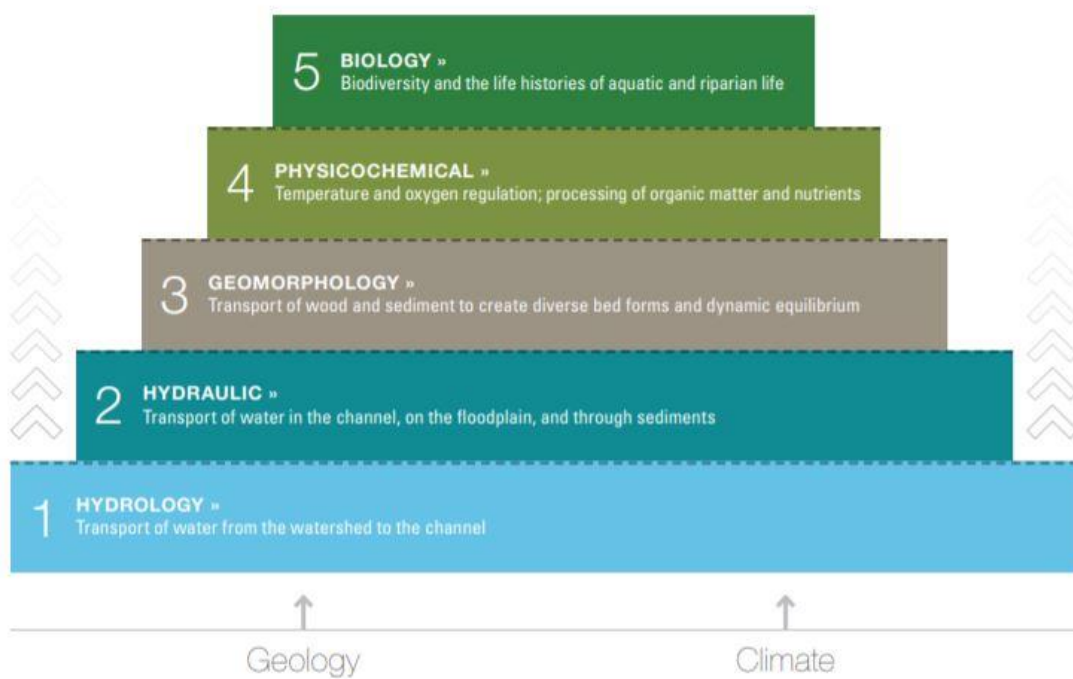 5 BIOLOGY »
Biodiversity and the life histories of aquatic and riparian life
4 PHYSICOCHEMICAL »
Temperature and oxygen regulation; processing of organic matter and nutrients
3 GEOMORPHOLOGY »
Transport of wood and sediment to create diverse bed forms and dynamic equilibrium
2 HYDRAULIC »
Transport of water in the channel, on the floodplain, and through sediments
1 HYDROLOGY »
Transport of water from the watershed to the channel
Geology
Climate